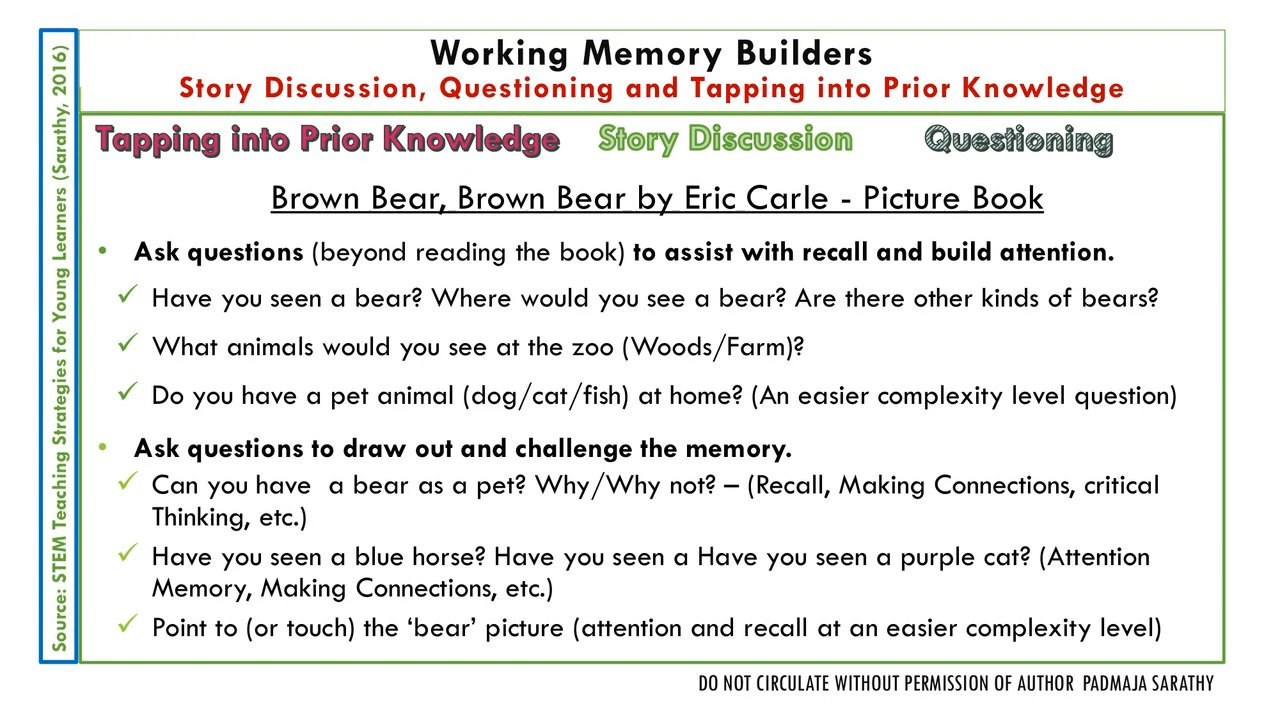 Working Memory Builders
Story Discussion, Questioning and Tapping into Prior Knowledge
Source: STEM Teaching Strategies for Young Learners (Sarathy, 2016)
Tapping into Prior Knowledge Story Discussion Questioning
Brown Bear, Brown Bear by Eric Carle - Picture Book
• Ask questions (beyond reading the book) to assist with recall and build attention.
✓ Have you seen a bear? Where would you see a bear? Are there other kinds of bears?
✓ What animals would you see at the zoo (Woods/Farm)?
✓ Do you have a pet animal (dog/cat/fish) at home? (An easier complexity level question)
• Ask questions to draw out and challenge the memory.
✓ Can you have  a bear as a pet? Why/Why not? – (Recall, Making Connections, critical
Thinking, etc.)
✓ Have you seen a blue horse? Have you seen a Have you seen a purple cat? (Attention
Memory, Making Connections, etc.)
✓ Point to (or touch) the ‘bear’ picture (attention and recall at an easier complexity level)
DO NOT CIRCULATE WITHOUT PERMISSION OF AUTHOR  PADMAJA SARATHY